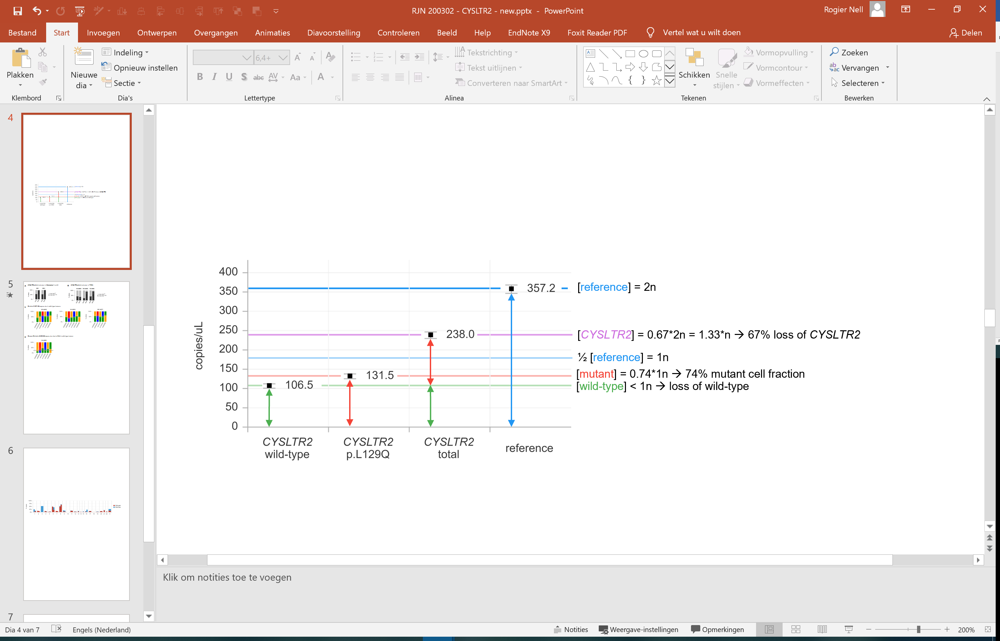 RJN 200302 - CYSLTR2 - new.pptx - PowerPoint
Rogier Nell
Bestand Start Invoegen Ontwerpen Overgangen Animaties Diavoorstelling Controleren Beeld Help EndNote X9 Foxit Reader PDF Vertel wat u wilt doen Delen
Plakken
Klembord
Nieuwe dia
Indeling
Opnieuw instellen
Sectie
Dia's
6,4+
B I U S abc AV Aa A
Lettertype
Tekstrichting
Tekst uitlijnen
Converteren naar SmartArt
Alinea
Schikken
Snelle stijlen
Vormopvulling
Vormcontour
Vormeffecten
Tekenen
Zoeken
Vervangen
Selecteren
Bewerken
4
5
6
7
copies/uL
400
350
300
250
200
150
100
50
0
357.2
238.0
131.5
106.5
[reference] = 2n
[CYSLTR2] = 0.67*2n = 1.33*n → 67% loss of CYSLTR2
½ [reference] = 1n
[mutant] = 0.74*1n → 74% mutant cell fraction
[wild-type] < 1n → loss of wild-type
CYSLTR2 wild-type
CYSLTR2 p.L129Q
CYSLTR2 total
reference
Klik om notities toe te voegen
Dia 4 van 7 Engels (Nederland) Notities Weergave-instellingen Opmerkingen 200%